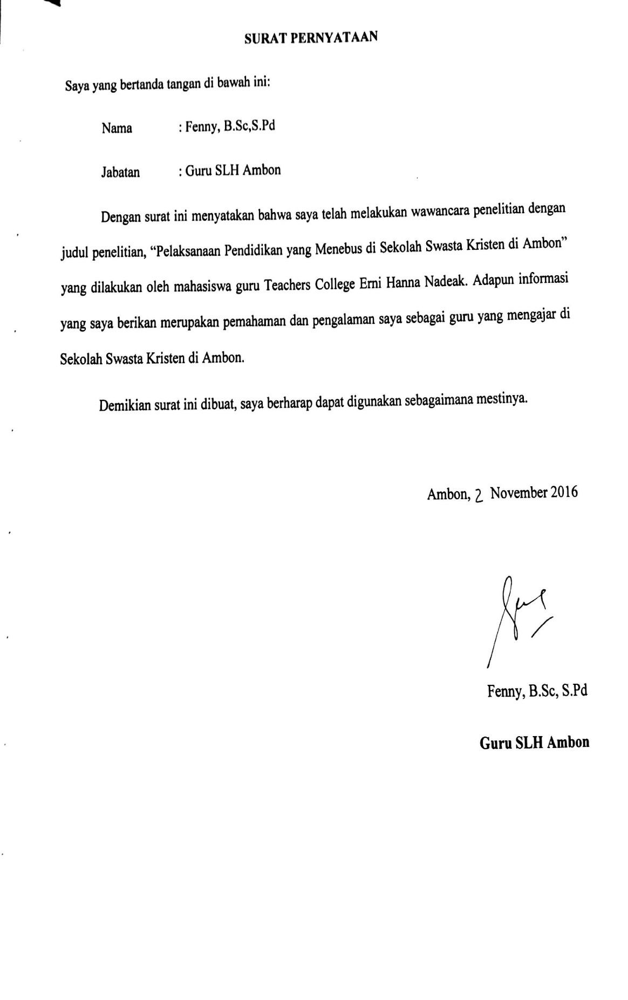 SURAT PERNYATAAN
Saya yang bertanda tangan di bawah ini:
Nama : Fenny, B.Sc,S.Pd
Jabatan : Guru SLH Ambon
Dengan surat ini menyatakan bahwa saya telah melakukan wawancara penelitian dengan
judul penelitian, “Pelaksanaan Pendidikan yang Menebus di Sekolah Swasta Kristen di Ambon”
yang dilakukan oleh mahasiswa guru Teachers College Erni Hanna Nadeak. Adapun informasi
yang saya berikan merupakan pemahaman dan pengalaman saya sebagai guru yang mengajar di
Sekolah Swasta Kristen di Ambon.
Demikian surat ini dibuat, saya berharap dapat digunakan sebagaimana mestinya.
Ambon, 2 November 2016
Fenny, B.Sc, S.Pd
Guru SLH Ambon